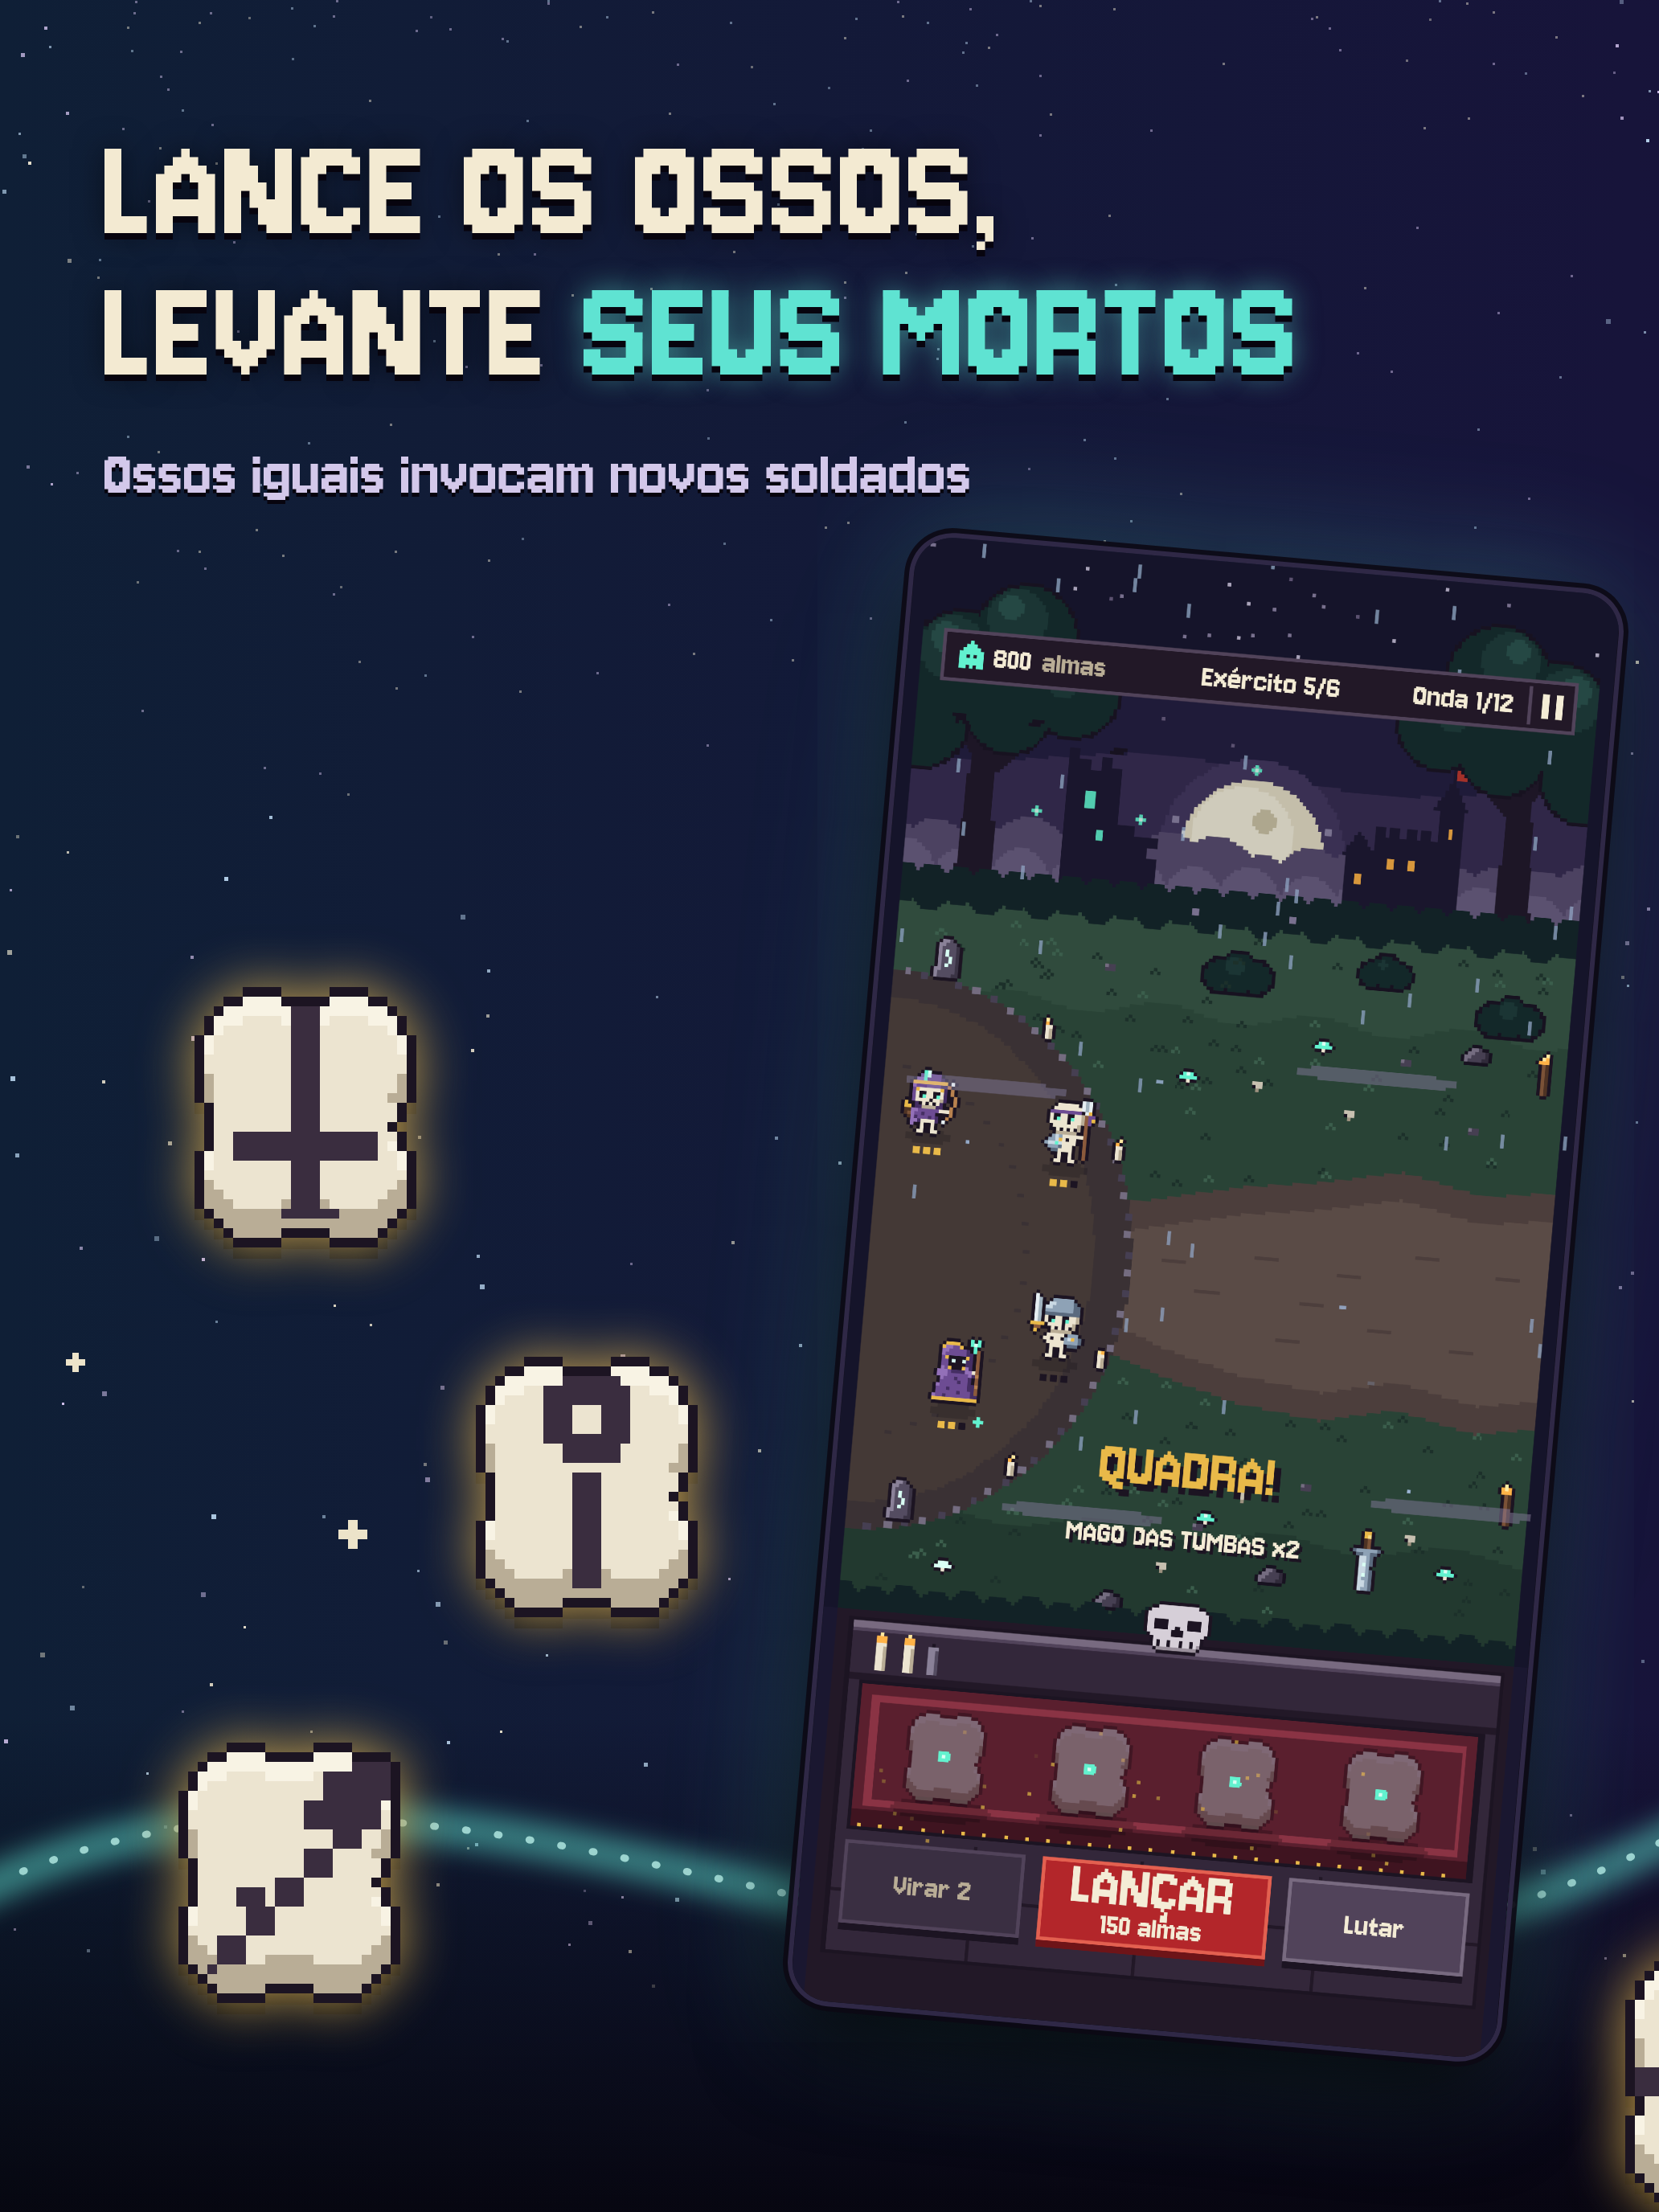 LANCE OS OSSOS,
LEVANTE SEUS MORTOS
Ossos iguais invocam novos soldados
800 almas Exército 5/6 Onda 1/12
QUADRA!
MAGO DAS TUMBAS x2
Virar 2
LANÇAR
150 almas
Lutar